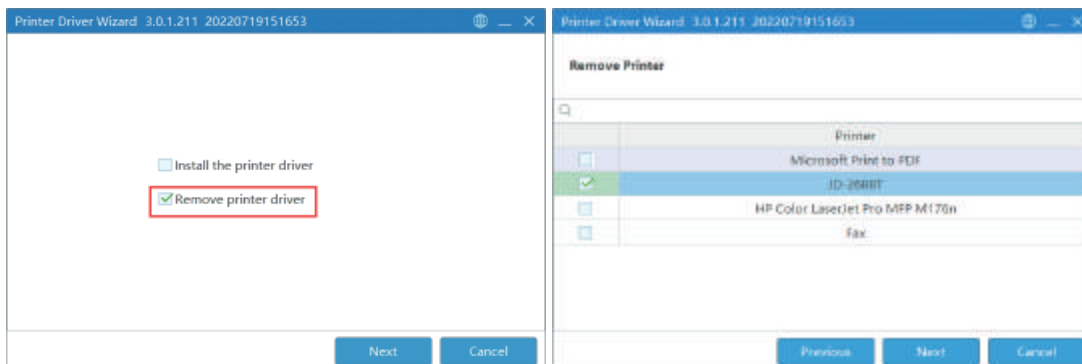 Printer Driver Wizard 3.0.1.211 20220719151653
Install the printer driver
Remove printer driver
Next Cancel
Printer Driver Wizard 3.0.1.211 20220719151653
Remove Printer
Printer
Microsoft Print to PDF
HP Color LaserJet Pro MFP M176n
Fax
Previous Next Cancel